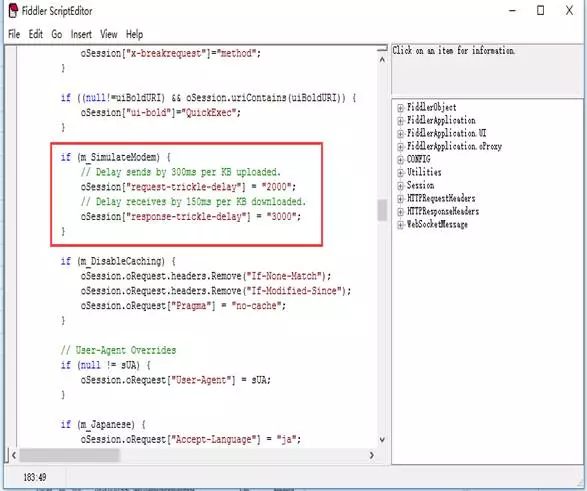 Fiddler ScriptEditor
File Edit Go Insert View Help
oSession["x-breakrequest"]="method";
}
if ((null!=uiBoldURI) && oSession.uriContains(uiBoldURI)) {
oSession["ui-bold"]="QuickExec";
}
if (m_SimulateModem) {
// Delay sends by 300ms per KB uploaded.
oSession["request-trickle-delay"] = "2000";
// Delay receives by 150ms per KB downloaded.
oSession["response-trickle-delay"] = "3000";
}
if (m_DisableCaching) {
oSession.oRequest.headers.Remove("If-None-Match");
oSession.oRequest.headers.Remove("If-Modified-Since");
oSession.oRequest["Pragma"] = "no-cache";
}
// User-Agent Overrides
if (null != sUA) {
oSession.oRequest["User-Agent"] = sUA;
}
if (m_Japanese) {
oSession.oRequest["Accept-Language"] = "ja";
Click on an item for information.
FiddlerObject
FiddlerApplication
FiddlerApplication.UI
FiddlerApplication.oProxy
CONFIG
Utilities
Session
HTTPRequestHeaders
HTTPResponseHeaders
WebSocketMessage
183:49